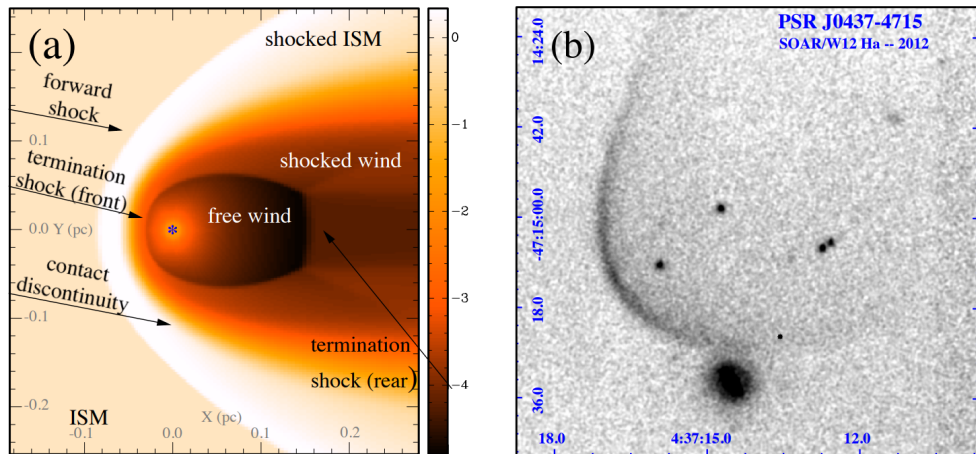 (a)
shocked ISM
forward
shock
termination
shock (front)
shocked wind
free wind
*
contact
discontinuity
termination
shock (rear)
ISM
X (pc)
0.1
0.0 Y (pc)
-0.1
-0.2
-0.1
0.0
0.1
0.2
0
-1
-2
-3
-4
(b)
PSR J0437-4715
SOAR/W12 Ha -- 2012
14:24.0
42.0
-47:15:00.0
18.0
36.0
18.0
4:37:15.0
12.0